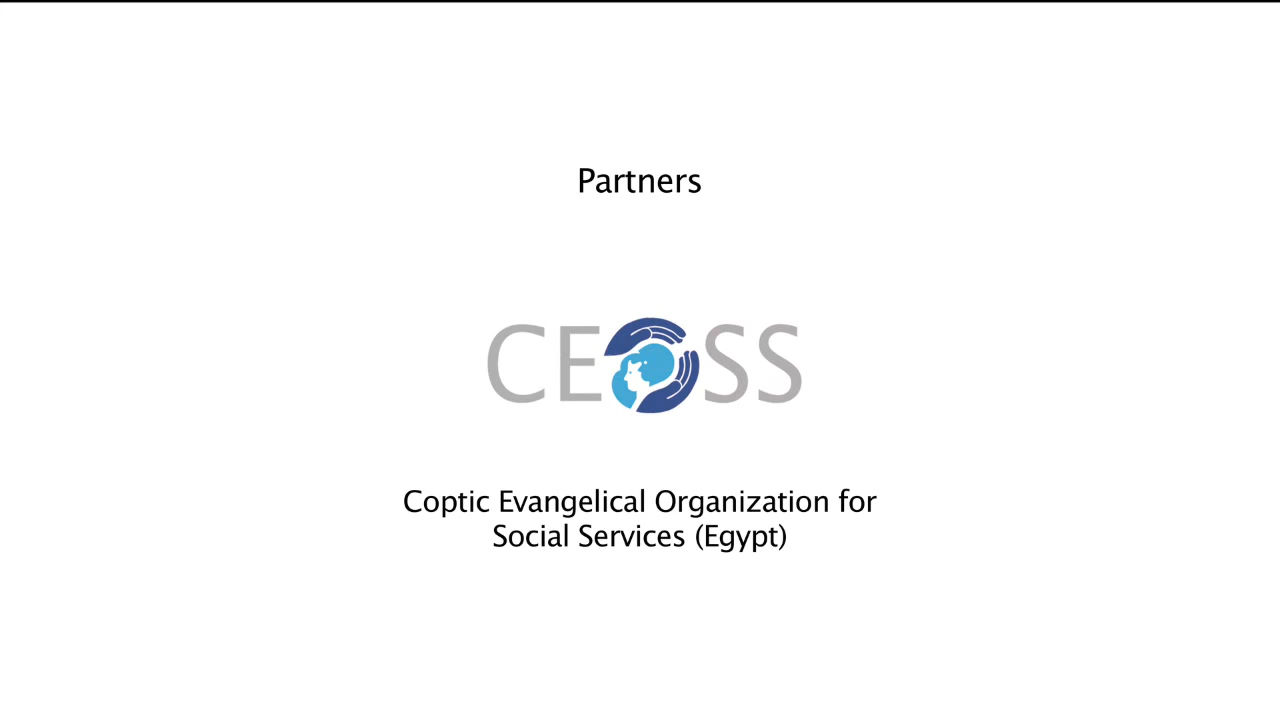 Partners
CEOSS
Coptic Evangelical Organization for
Social Services (Egypt)